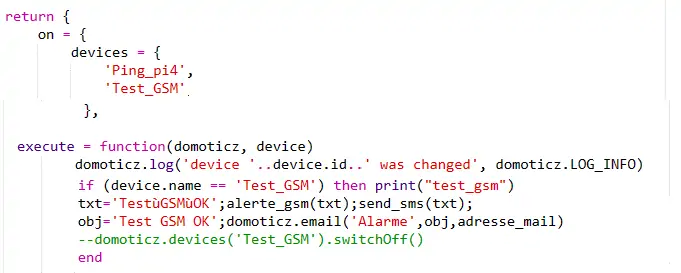 return {
on = {
devices = {
'Ping_pi4',
'Test_GSM'
},
execute = function(domoticz, device)
domoticz.log('device '..device.id..' was changed', domoticz.LOG_INFO)
if (device.name == 'Test_GSM') then print("test_gsm")
txt='TestùGSMùOK';alerte_gsm(txt);send_sms(txt);
obj='Test GSM OK';domoticz.email('Alarme',obj,adresse_mail)
--domoticz.devices('Test_GSM').switchOff()
end